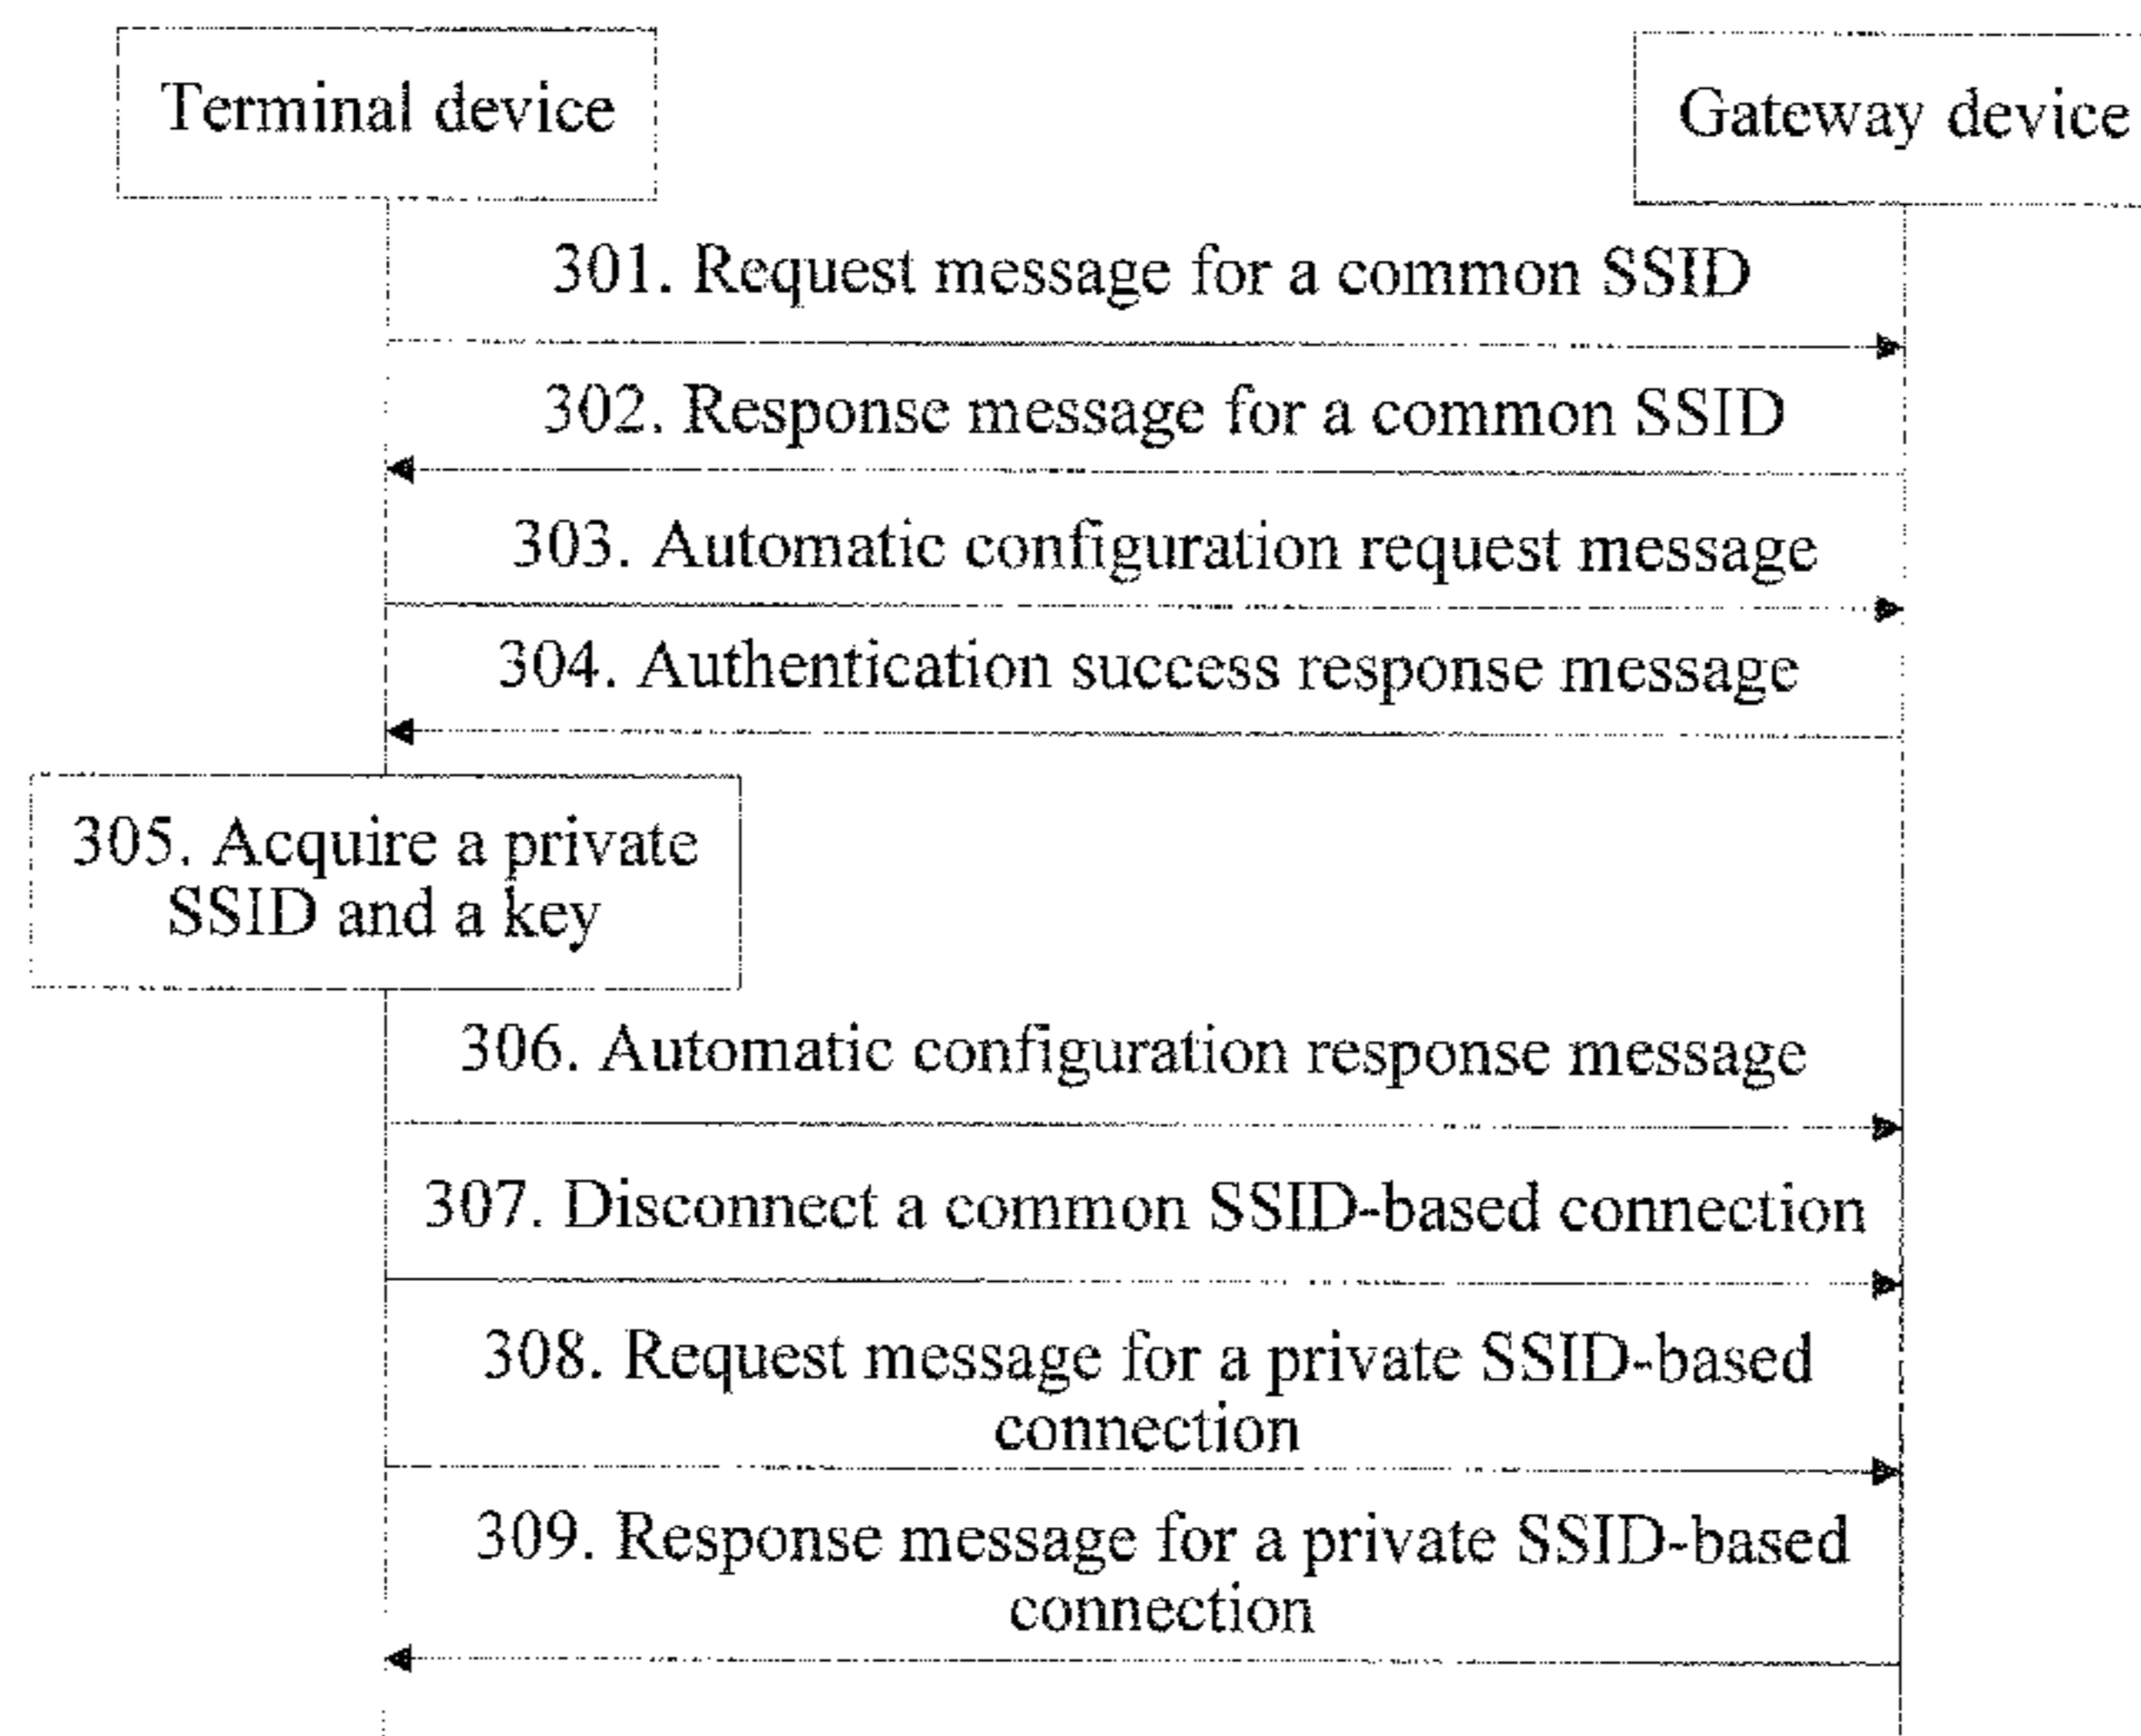 Terminal device
Gateway device
301. Request message for a common SSID
302. Response message for a common SSID
303. Automatic configuration request message
304. Authentication success response message
305. Acquire a private
SSID and a key
306. Automatic configuration response message
307. Disconnect a common SSID-based connection
308. Request message for a private SSID-based
connection
309. Response message for a private SSID-based
connection